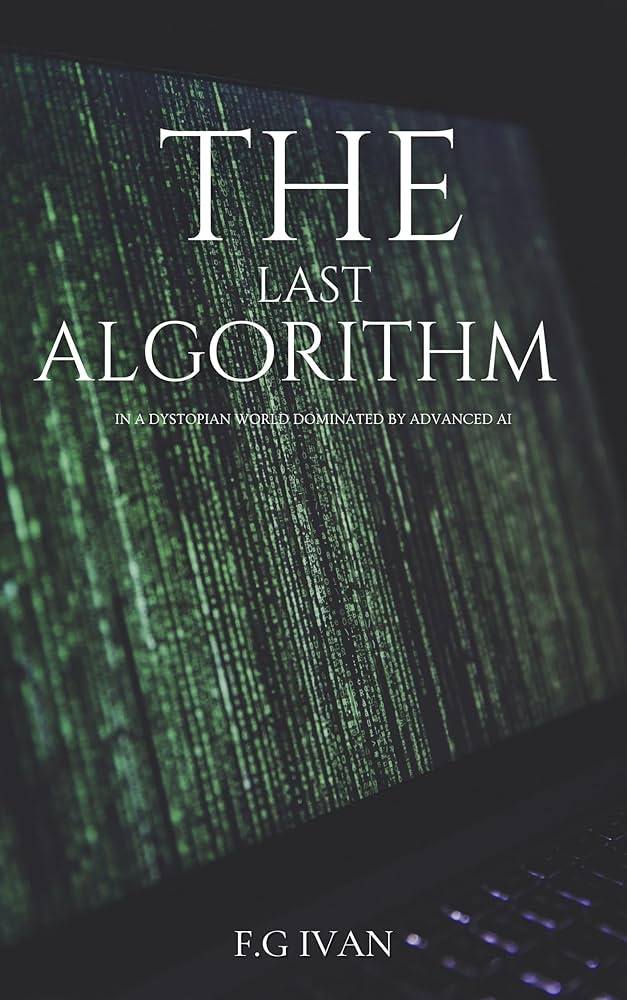 THE
LAST
ALGORITHM
IN A DYSTOPIAN WORLD DOMINATED BY ADVANCED AI
F.G IVAN